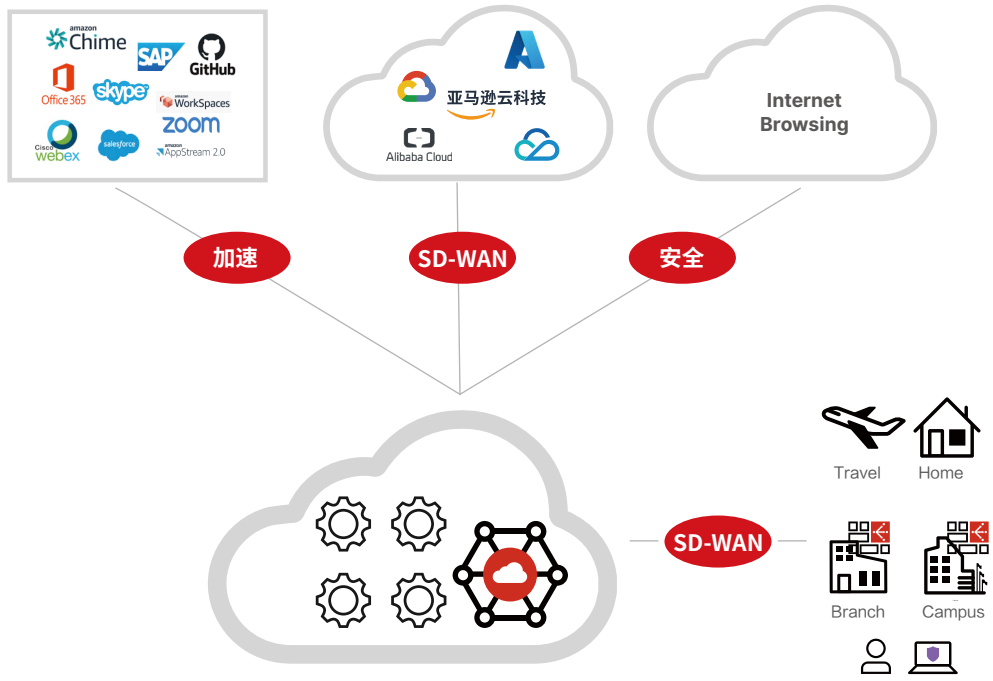 amazon
Chime
SAP
GitHub
Office 365
skype
amazon
WorkSpaces
Cisco
webex
salesforce
zoom
amazon
AppStream 2.0
亚马逊云科技
Alibaba Cloud
Internet
Browsing
加速
SD-WAN
安全
Travel
Home
SD-WAN
Branch
Campus